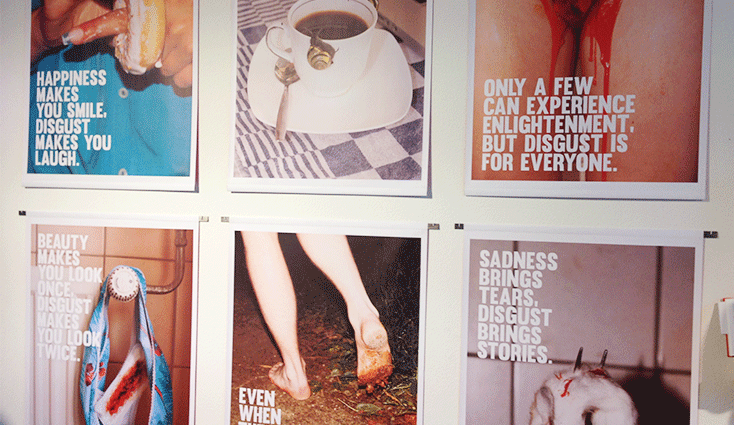 HAPPINESS
MAKES
YOU SMILE,
DISGUST
MAKES YOU
LAUGH.
ONLY A FEW
CAN EXPERIENCE
ENLIGHTENMENT,
BUT DISGUST IS
FOR EVERYONE.
BEAUTY
MAKES
YOU LOOK
ONCE,
DISGUST
MAKES
YOU LOOK
TWICE.
EVEN
WHEN
SADNESS
BRINGS
TEARS,
DISGUST
BRINGS
STORIES.